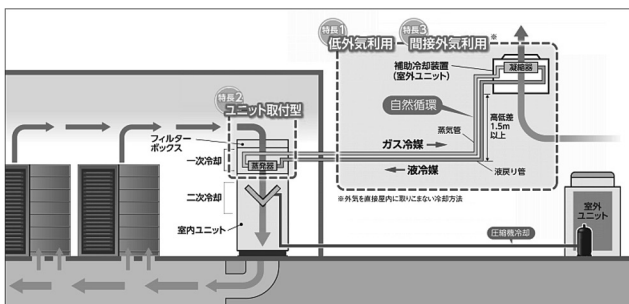 特長1
低外気利用
特長3
間接外気利用
※
補助冷却装置
(室外ユニット)
凝縮器
特長2
ユニット取付型
自然循環
高低差
1.5m
以上
フィルター
ボックス
蒸気管
ガス冷媒
一次冷却
蒸発器
液冷媒
液戻り管
二次冷却
※外気を直接屋内に取りこまない冷却方法
室外
ユニット
室内ユニット
圧縮機冷却